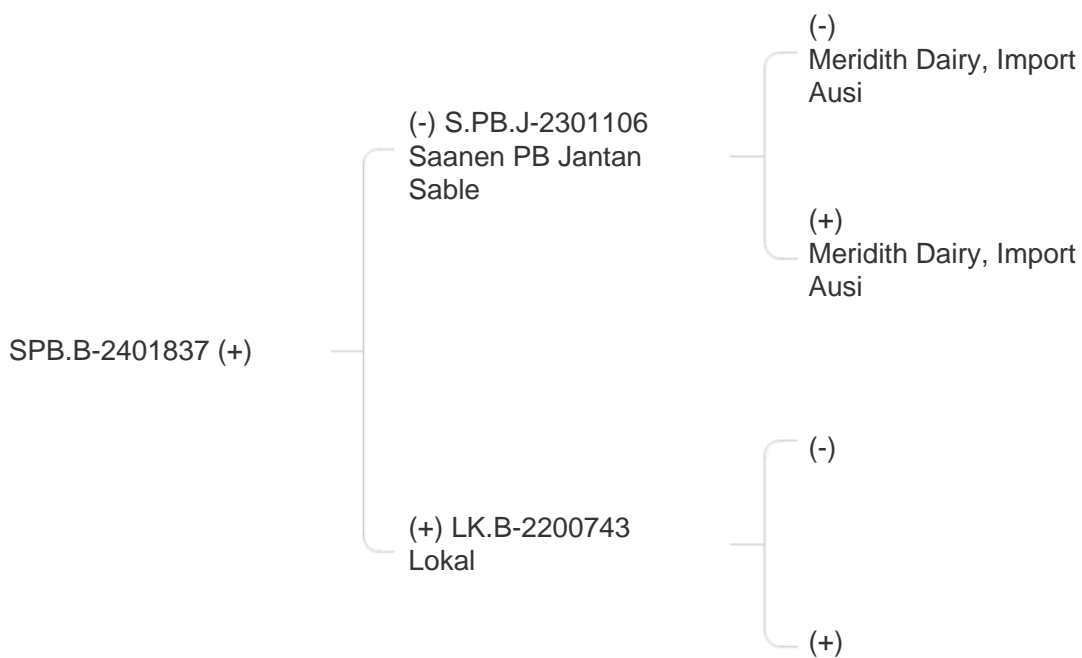 (-)
Meridith Dairy, Import
Ausi
(-) S.PB.J-2301106
Saanen PB Jantan
Sable
(+)
Meridith Dairy, Import
Ausi
SPB.B-2401837 (+)
(-)
(+) LK.B-2200743
Lokal
(+)